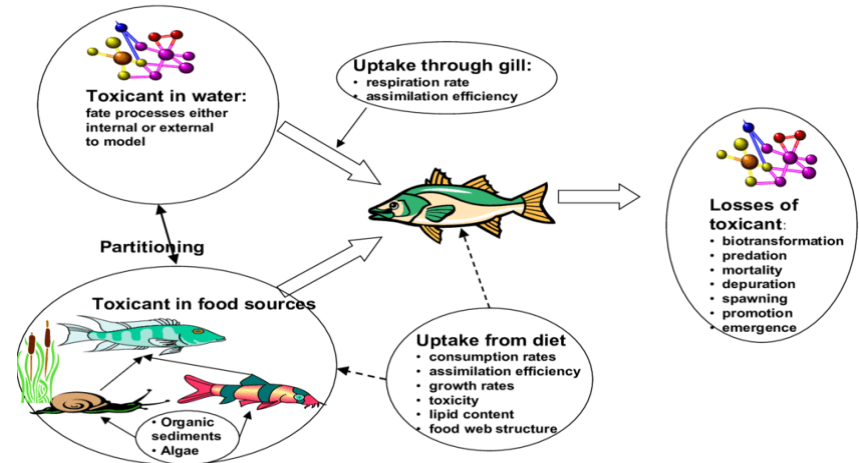 Toxicant in water:
fate processes either
internal or external
to model
Uptake through gill:
• respiration rate
• assimilation efficiency
Partitioning
Toxicant in food sources
• Organic
sediments
• Algae
Uptake from diet
• consumption rates
• assimilation efficiency
• growth rates
• toxicity
• lipid content
• food web structure
Losses of
toxicant:
• biotransformation
• predation
• mortality
• depuration
• spawning
• promotion
• emergence